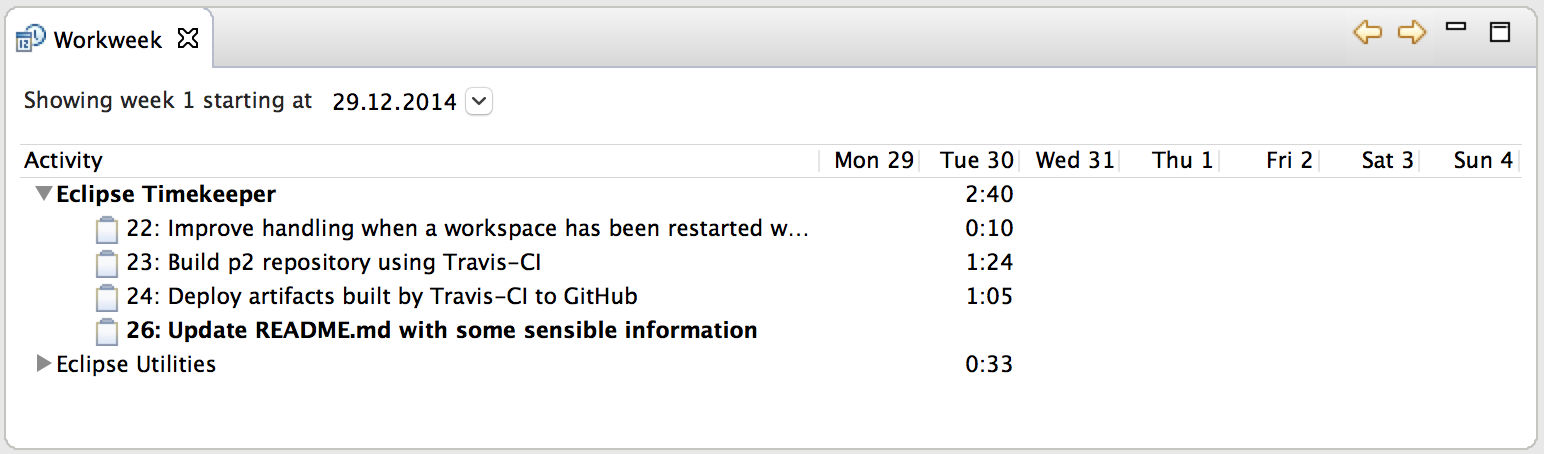 Workweek
Showing week 1 starting at 29.12.2014
Activity Mon 29 Tue 30 Wed 31 Thu 1 Fri 2 Sat 3 Sun 4
Eclipse Timekeeper 2:40
22: Improve handling when a workspace has been restarted w... 0:10
23: Build p2 repository using Travis-CI 1:24
24: Deploy artifacts built by Travis-CI to GitHub 1:05
26: Update README.md with some sensible information
Eclipse Utilities 0:33